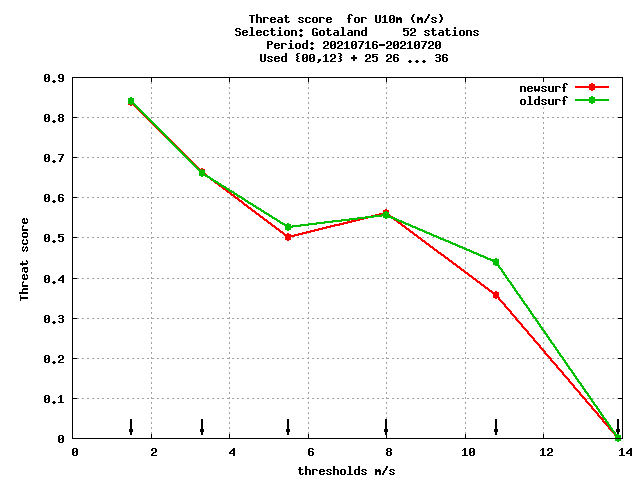 Threat score  for U10m (m/s)
Selection: Gotaland     52 stations
Period: 20210716-20210720
Used {00,12} + 25 26 ... 36
0.9
0.8
0.7
0.6
0.5
0.4
0.3
0.2
0.1
0
Threat score
newsurf
oldsurf
0 2 4 6 8 10 12 14
thresholds m/s